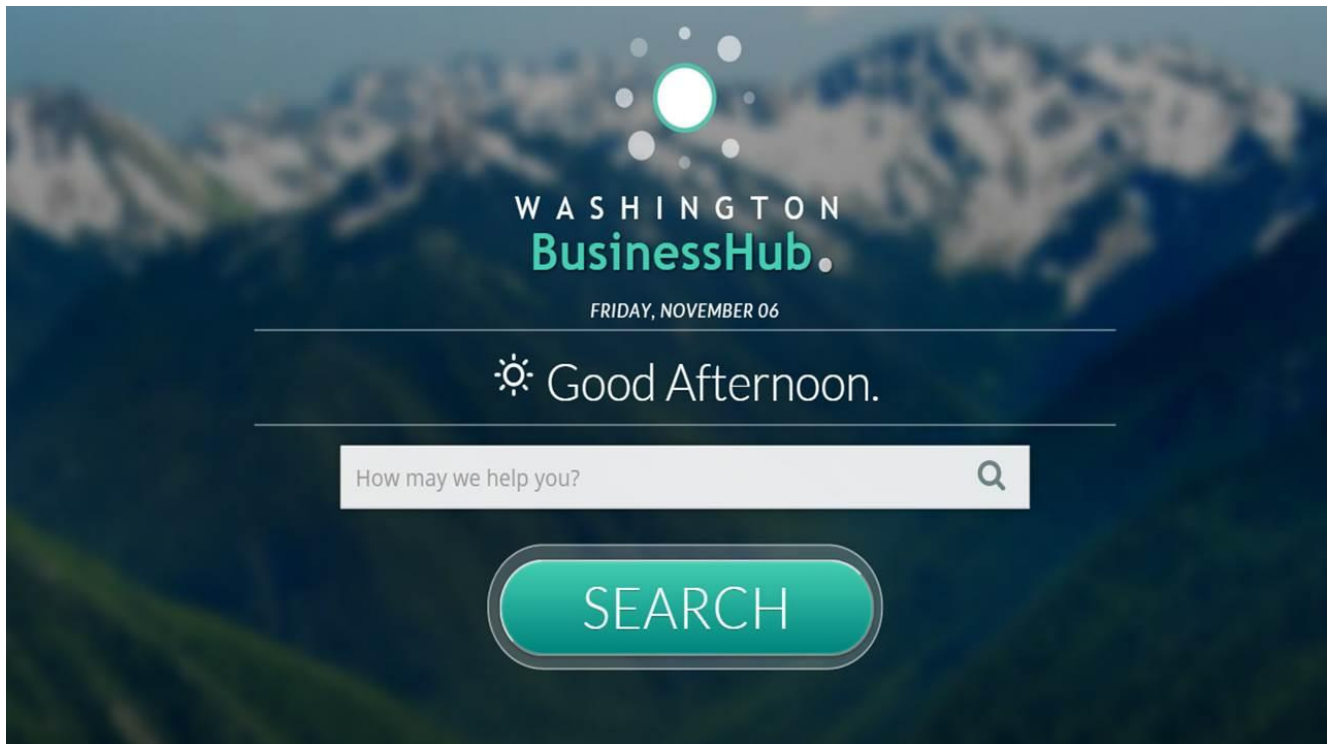 WASHINGTON
BusinessHub.
FRIDAY, NOVEMBER 06
Good Afternoon.
How may we help you?
SEARCH